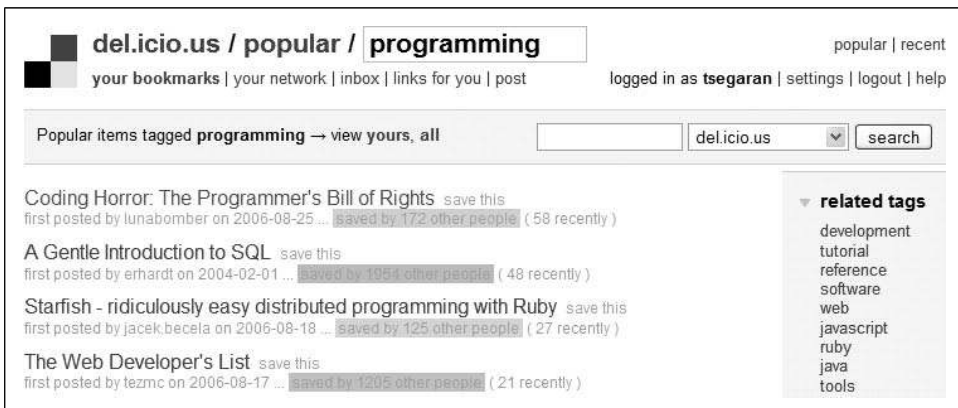 del.icio.us / popular / programming
popular | recent
your bookmarks | your network | inbox | links for you | post
logged in as tsegaran | settings | logout | help
Popular items tagged programming → view yours, all
del.icio.us
search
Coding Horror: The Programmer's Bill of Rights save this
first posted by lunabomber on 2006-08-25 ... saved by 172 other people ( 58 recently )
A Gentle Introduction to SQL save this
first posted by erhardt on 2004-02-01 ... saved by 1954 other people ( 48 recently )
Starfish - ridiculously easy distributed programming with Ruby save this
first posted by jacek.becela on 2006-08-18 ... saved by 125 other people ( 27 recently )
The Web Developer's List save this
first posted by tezmc on 2006-08-17 ... saved by 1205 other people ( 21 recently )
related tags
development
tutorial
reference
software
web
javascript
ruby
java
tools